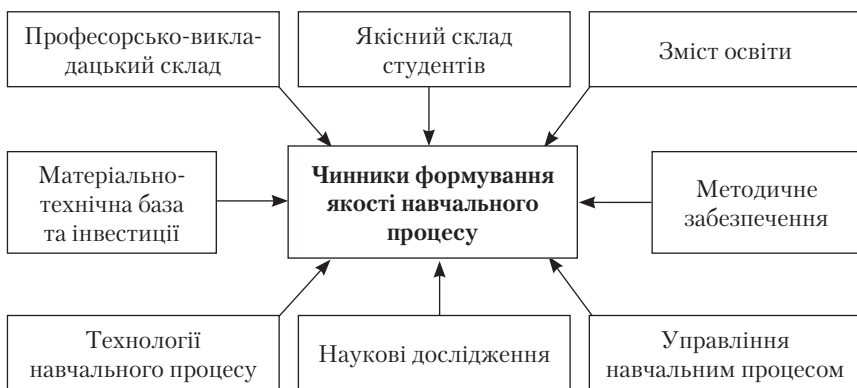 Професорсько-викла-
дацький склад
Якісний склад
студентів
Зміст освіти
Матеріально-
технічна база
та інвестиції
Чинники формування
якості навчального
процесу
Методичне
забезпечення
Технології
навчального процесу
Наукові дослідження
Управління
навчальним процесом